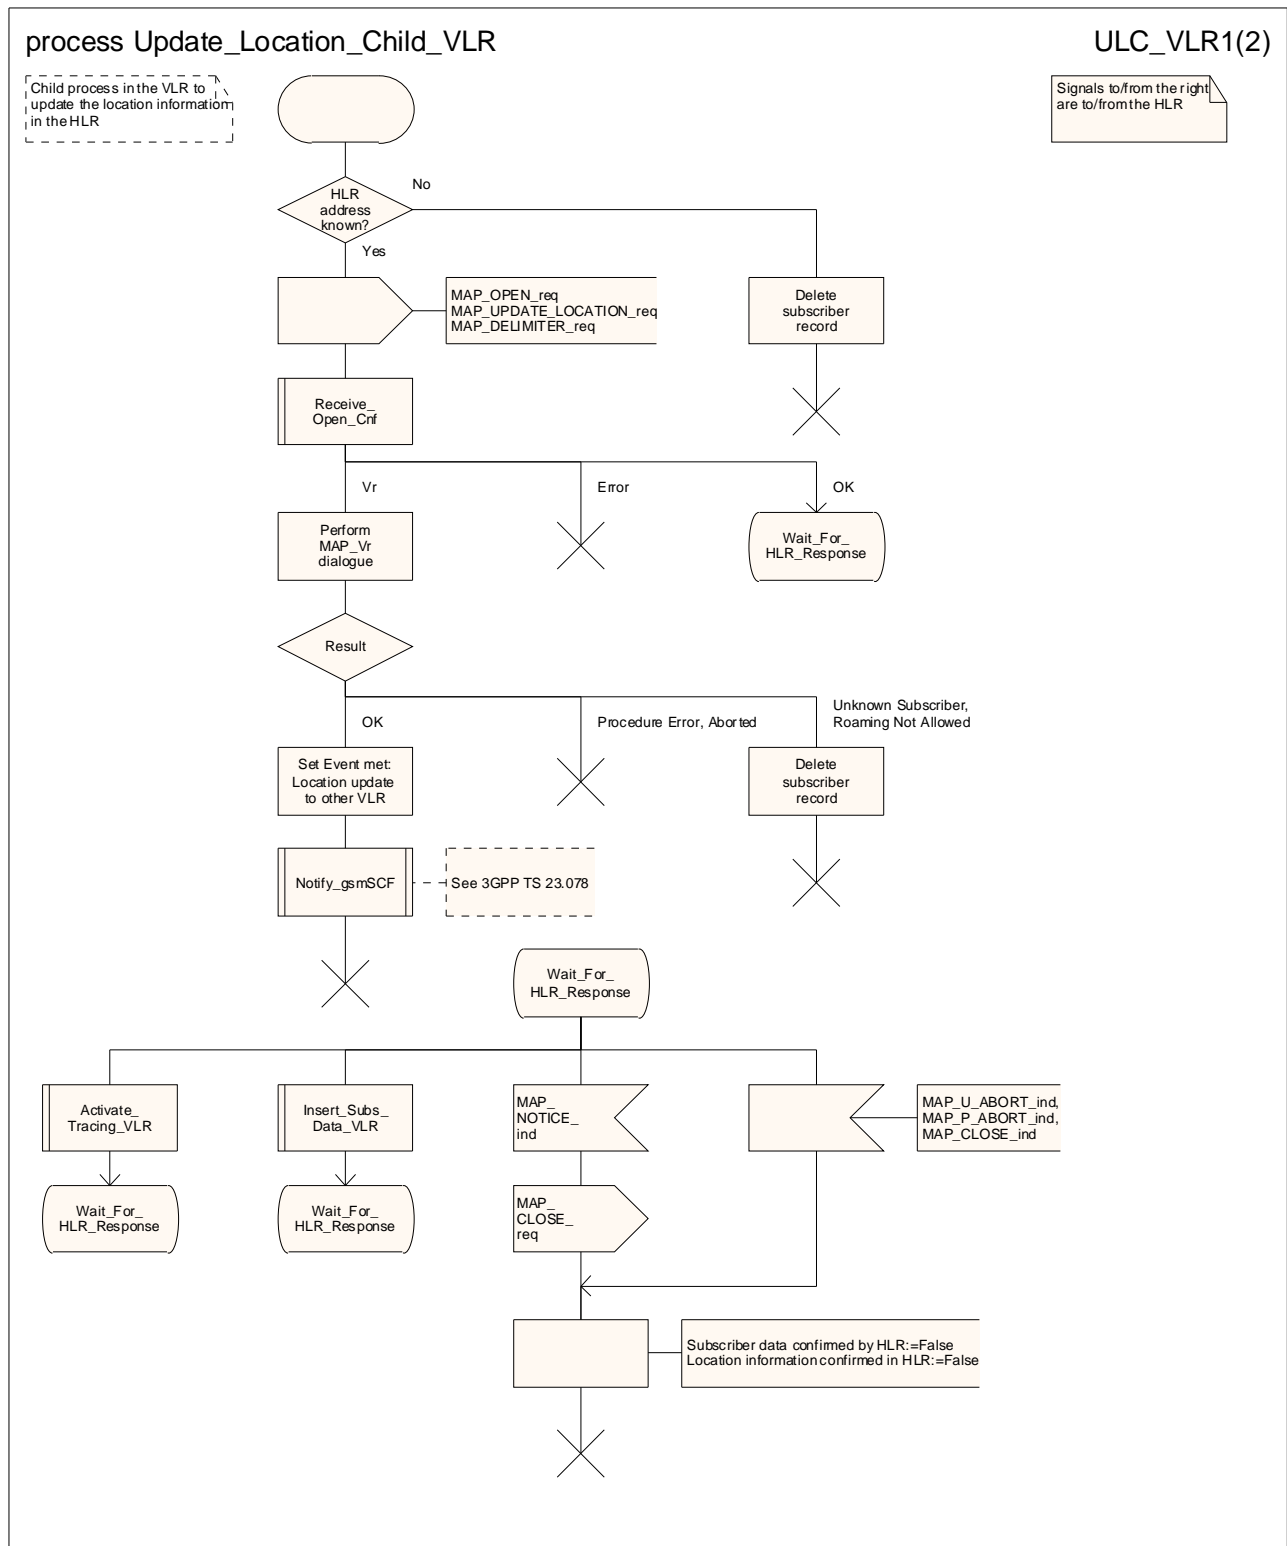 process Update_Location_Child_VLR
ULC_VLR1(2)
Child process in the VLR to
update the location information
in the HLR
Signals to/from the right
are to/from the HLR
HLR
address
known?
No
Yes
MAP_OPEN_req
MAP_UPDATE_LOCATION_req
MAP_DELIMITER_req
Delete
subscriber
record
Receive_
Open_Cnf
Vr
Error
OK
Perform
MAP_Vr
dialogue
Wait_For_
HLR_Response
Result
OK
Procedure Error, Aborted
Unknown Subscriber,
Roaming Not Allowed
Set Event met:
Location update
to other VLR
Delete
subscriber
record
Notify_gsmSCF
See 3GPP TS 23.078
Wait_For_
HLR_Response
Activate_
Tracing_VLR
Insert_Subs_
Data_VLR
MAP_
NOTICE_
ind
MAP_U_ABORT_ind,
MAP_P_ABORT_ind,
MAP_CLOSE_ind
Wait_For_
HLR_Response
Wait_For_
HLR_Response
MAP_
CLOSE_
req
Subscriber data confirmed by HLR:=False
Location information confirmed in HLR:=False